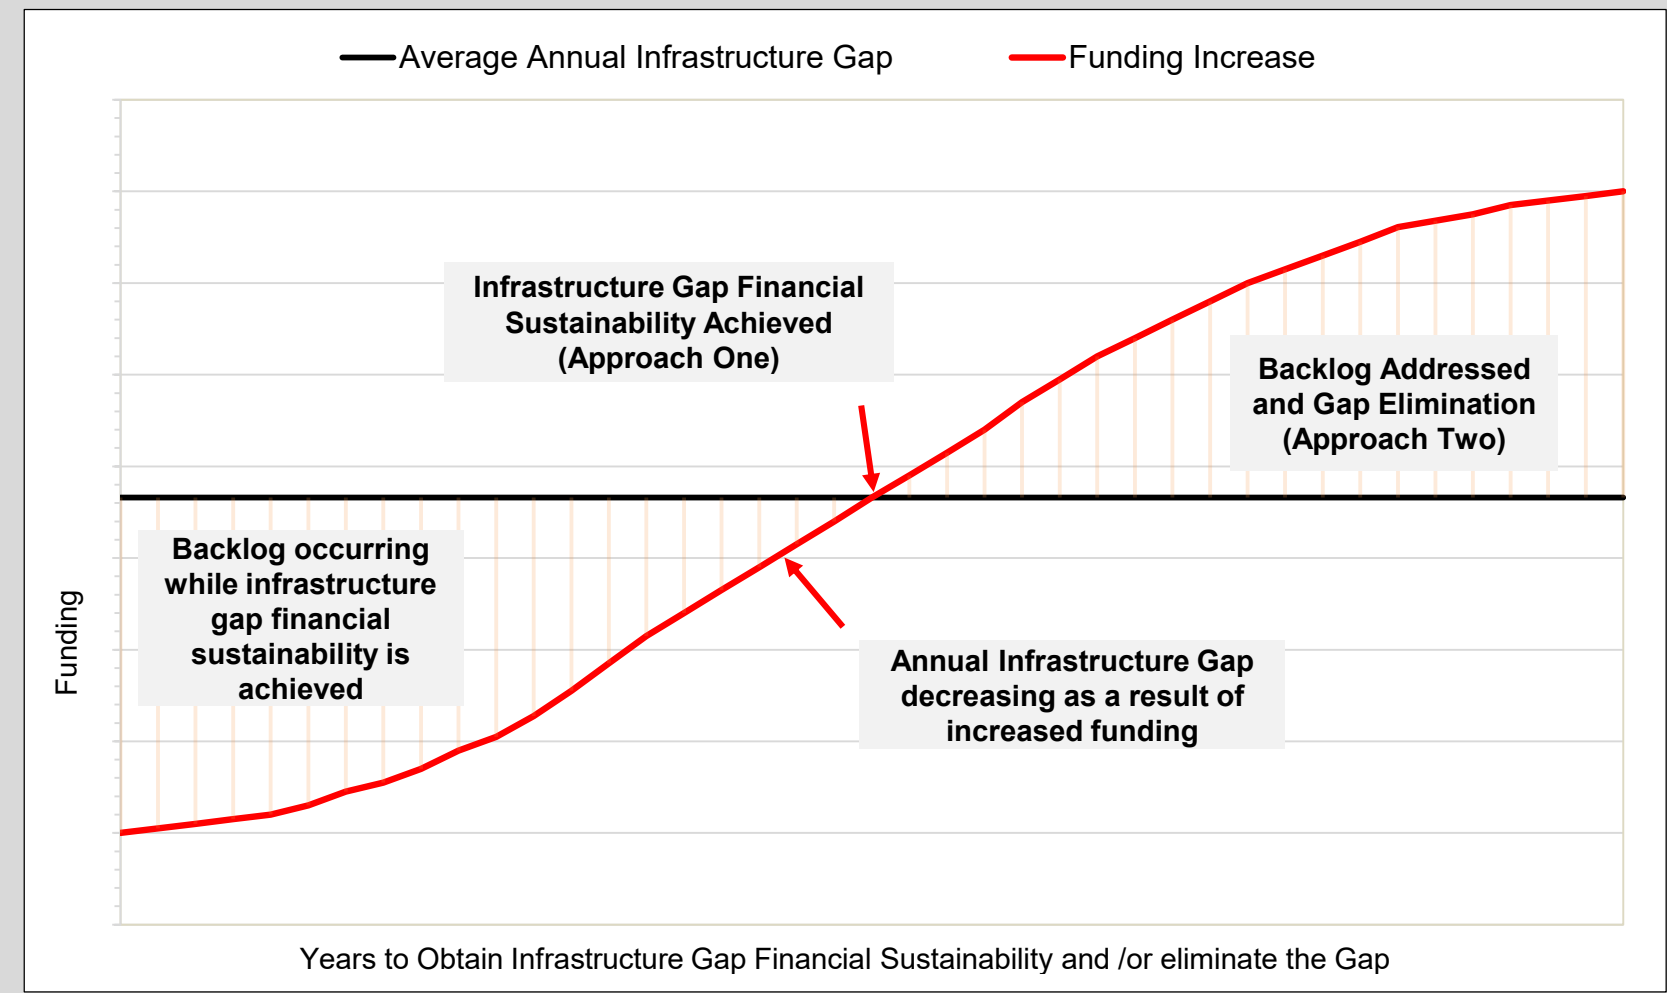 Average Annual Infrastructure Gap
Funding Increase
Infrastructure Gap Financial
Sustainability Achieved
(Approach One)
Backlog Addressed
and Gap Elimination
(Approach Two)
Backlog occurring
while infrastructure
gap financial
sustainability is
achieved
Annual Infrastructure Gap
decreasing as a result of
increased funding
Funding
Years to Obtain Infrastructure Gap Financial Sustainability and /or eliminate the Gap